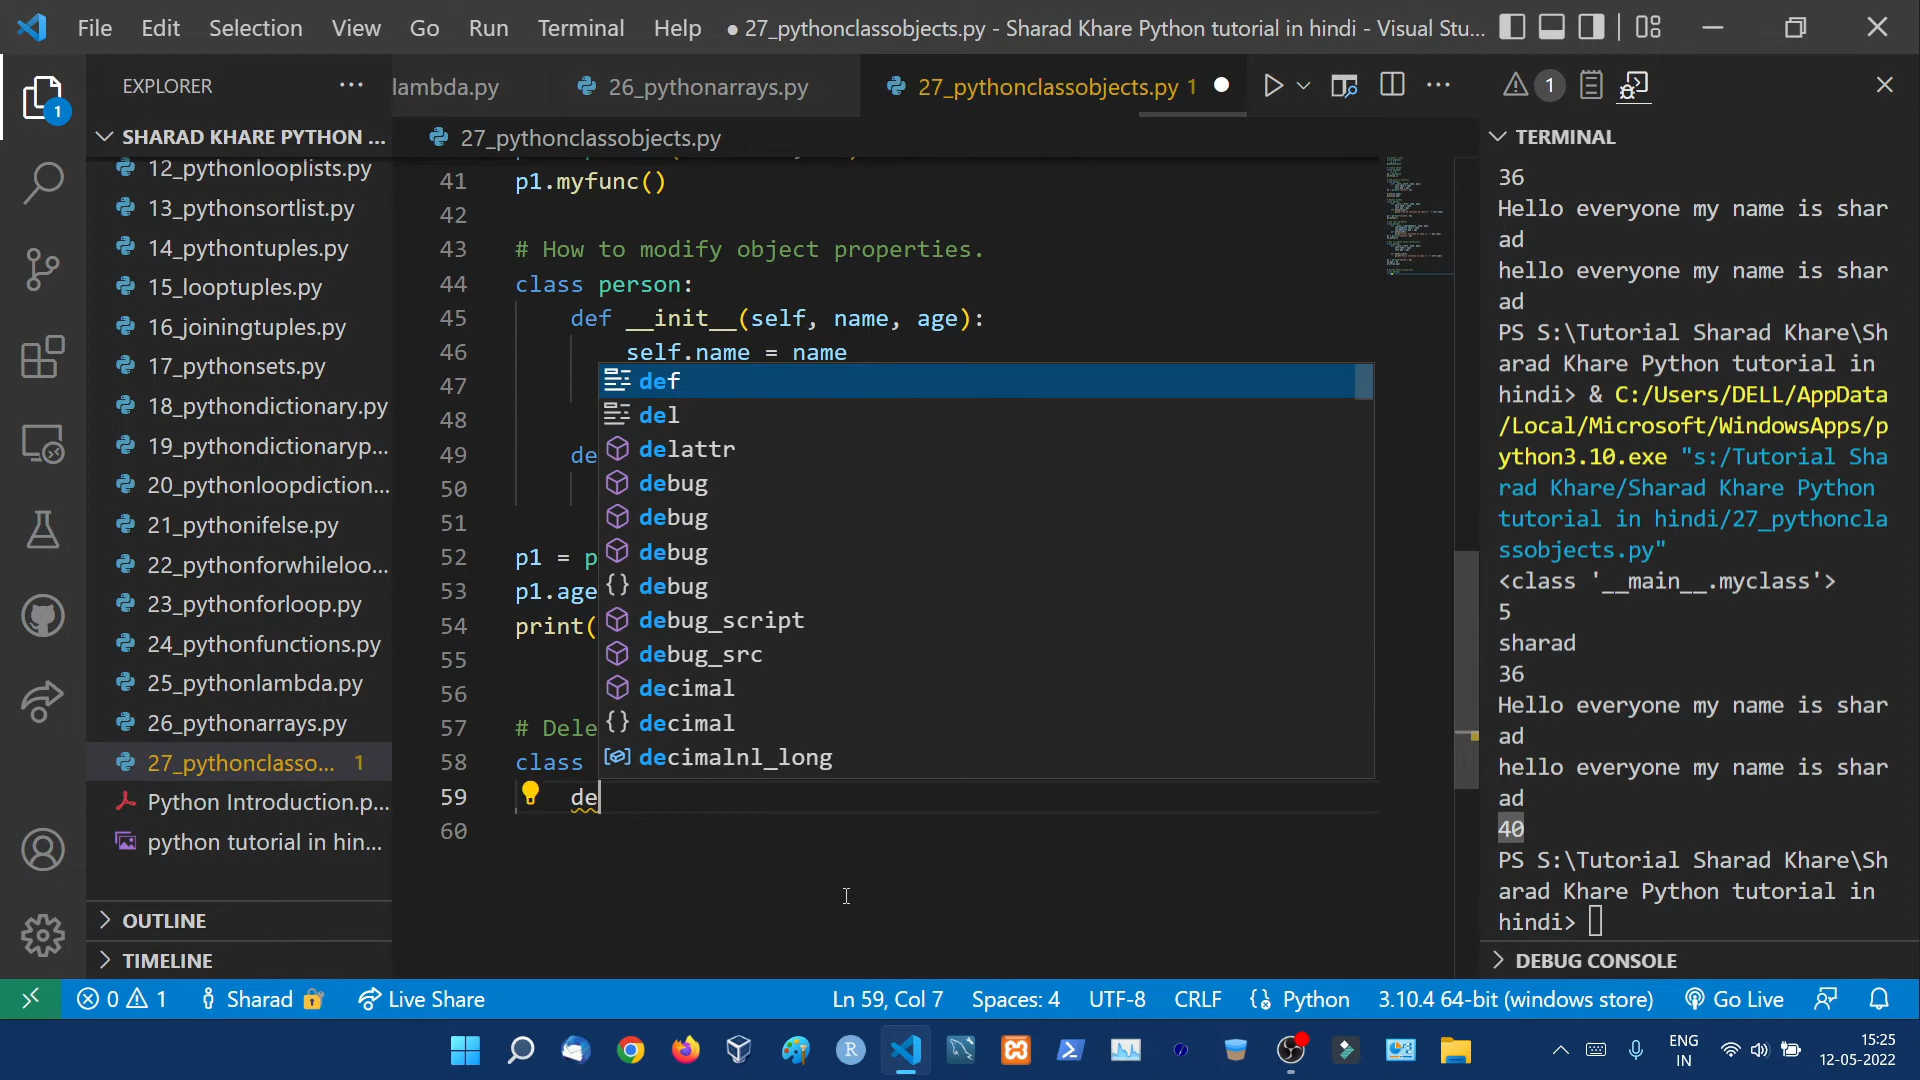 File Edit Selection View Go Run Terminal Help ● 27_pythonclassobjects.py - Sharad Khare Python tutorial in hindi - Visual Stu...
EXPLORER ...
lambda.py 26_pythonarrays.py 27_pythonclassobjects.py 1
1
1
SHARAD KHARE PYTHON ...
12_pythonlooplists.py
13_pythonsortlist.py
14_pythontuples.py
15_looptuples.py
16_joiningtuples.py
17_pythonsets.py
18_pythondictionary.py
19_pythondictionaryp...
20_pythonloopdiction...
21_pythonifelse.py
22_pythonforwhileloo...
23_pythonforloop.py
24_pythonfunctions.py
25_pythonlambda.py
26_pythonarrays.py
27_pythonclasso... 1
Python Introduction.p...
python tutorial in hin...
OUTLINE
TIMELINE
27_pythonclassobjects.py
41 p1.myfunc()
42
43 # How to modify object properties.
44 class person:
45 def __init__(self, name, age):
46 self.name = name
47
48
49 de
50
51
52 p1 = p
53 p1.age
54 print(
55
56
57 # Dele
58 class
59 de
60
def
del
delattr
debug
debug
debug
debug
debug_script
debug_src
decimal
decimal
decimalnl_long
TERMINAL
36
Hello everyone my name is shar
ad
hello everyone my name is shar
ad
PS S:\Tutorial Sharad Khare\Sh
arad Khare Python tutorial in
hindi> & C:/Users/DELL/AppData
/Local/Microsoft/WindowsApps/p
ython3.10.exe "s:/Tutorial Sha
rad Khare/Sharad Khare Python
tutorial in hindi/27_pythoncla
ssobjects.py"
<class '__main__.myclass'>
5
sharad
36
Hello everyone my name is shar
ad
hello everyone my name is shar
ad
40
PS S:\Tutorial Sharad Khare\Sh
arad Khare Python tutorial in
hindi>
DEBUG CONSOLE
0 1 Sharad Live Share Ln 59, Col 7 Spaces: 4 UTF-8 CRLF Python 3.10.4 64-bit (windows store) Go Live
R
ENG
IN
15:25
12-05-2022